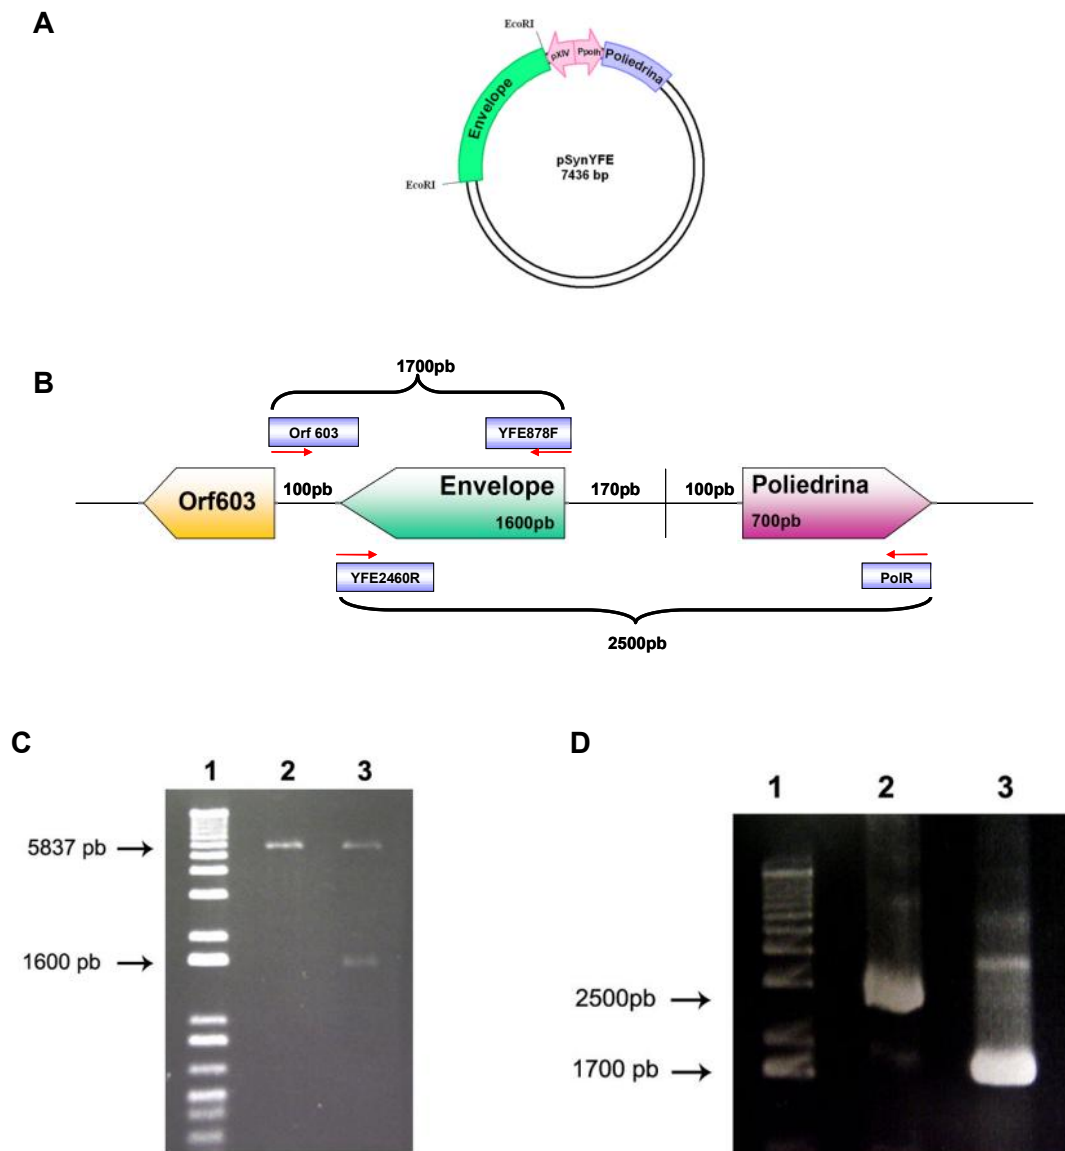 A
EcoRI
pXIV
Ppolh
Poliedrina
Envelope
pSynYFE
7436 bp
EcoRI
B
1700pb
Orf 603
YFE878F
Orf603
100pb
Envelope
1600pb
170pb
100pb
Poliedrina
700pb
YFE2460R
PolR
2500pb
C
1 2 3
5837 pb
1600 pb
D
1 2 3
2500pb
1700 pb